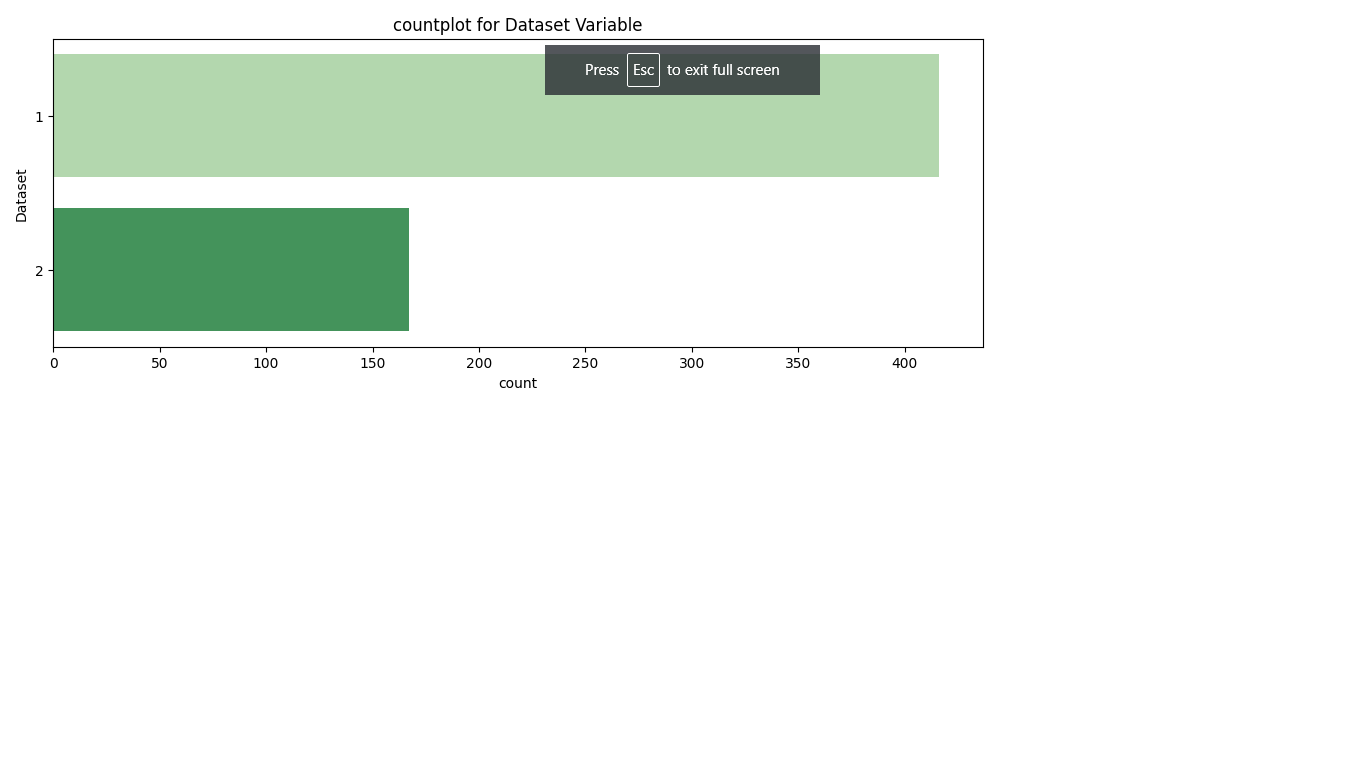 countplot for Dataset Variable
Press Esc to exit full screen
1
Dataset
2
0 50 100 150 200 250 300 350 400
count